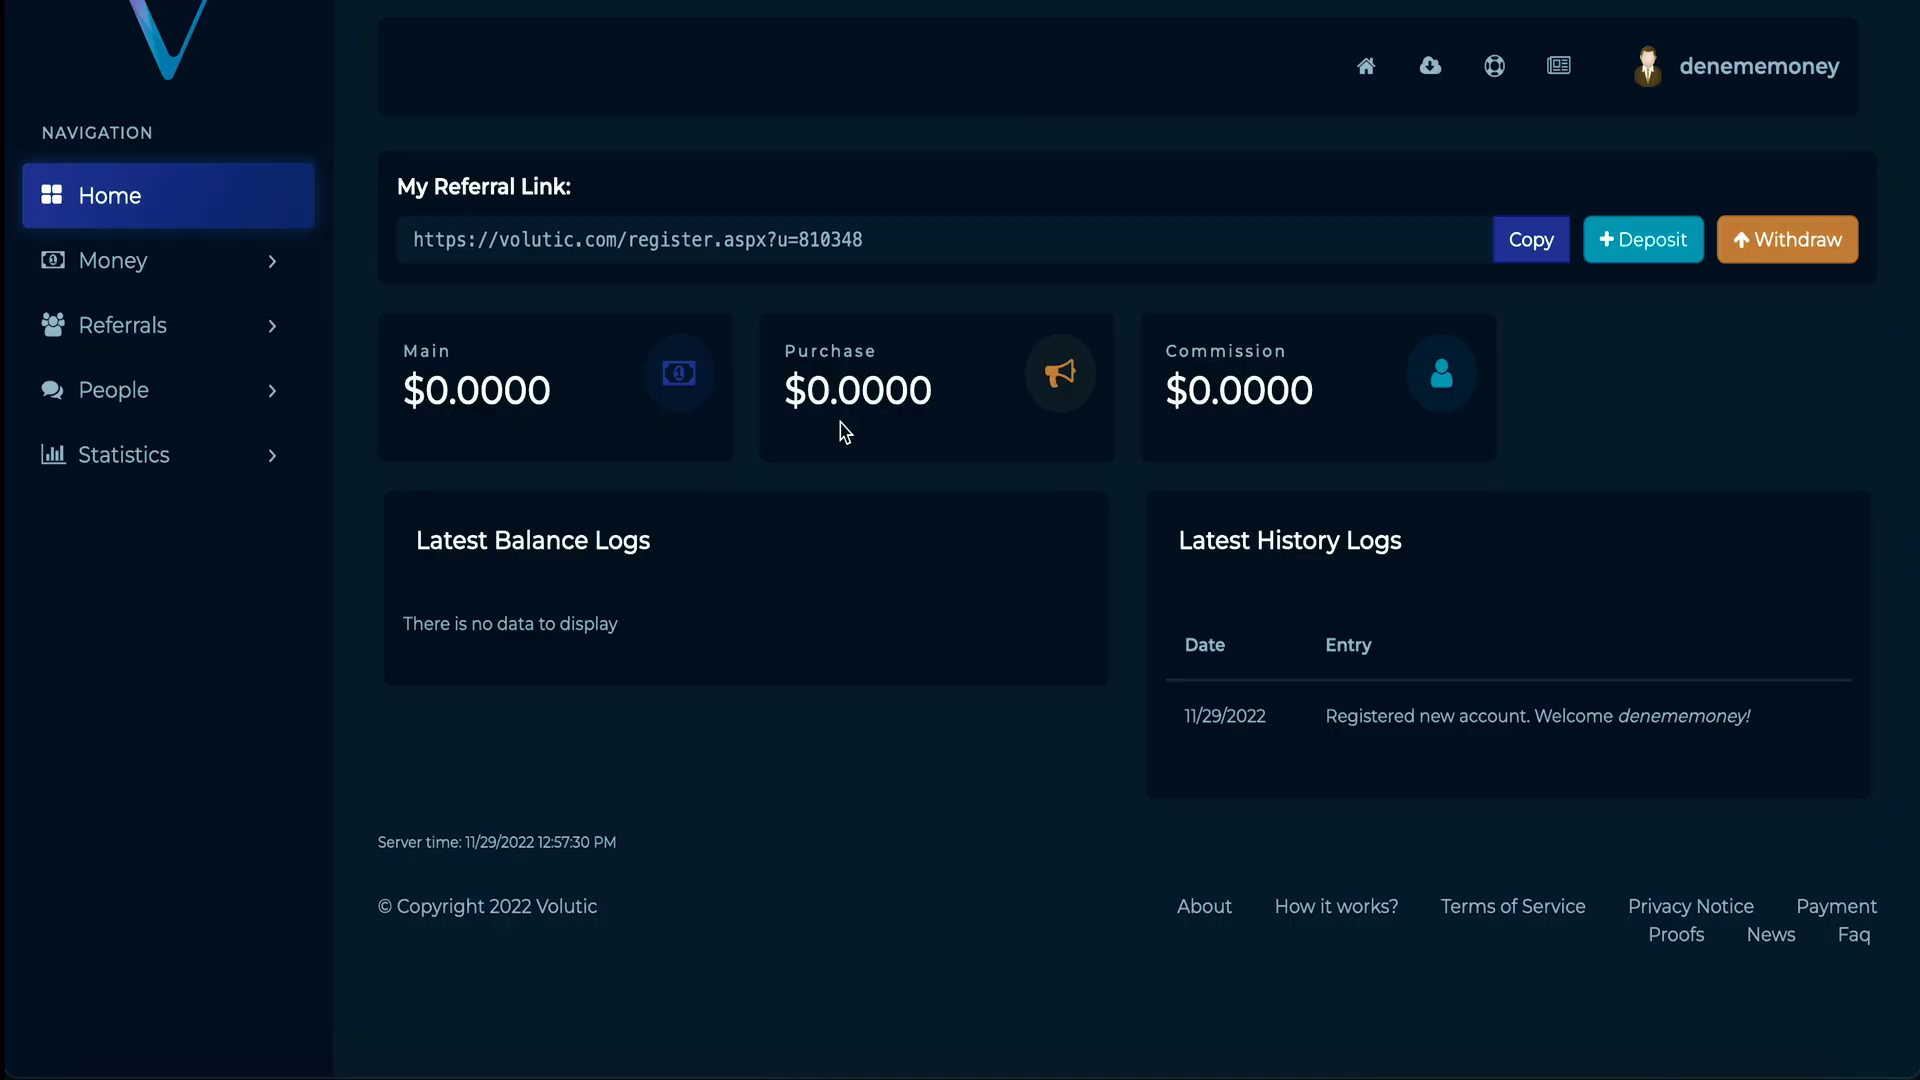 denememoney
NAVIGATION
Home
Money
Referrals
People
Statistics
My Referral Link:
https://volutic.com/register.aspx?u=810348
Copy
Deposit
Withdraw
Main
$0.0000
Purchase
$0.0000
Commission
$0.0000
Latest Balance Logs
There is no data to display
Latest History Logs
Date Entry
11/29/2022 Registered new account. Welcome denememoney!
Server time: 11/29/2022 12:57:30 PM
© Copyright 2022 Volutic
About How it works? Terms of Service Privacy Notice Payment
Proofs News Faq